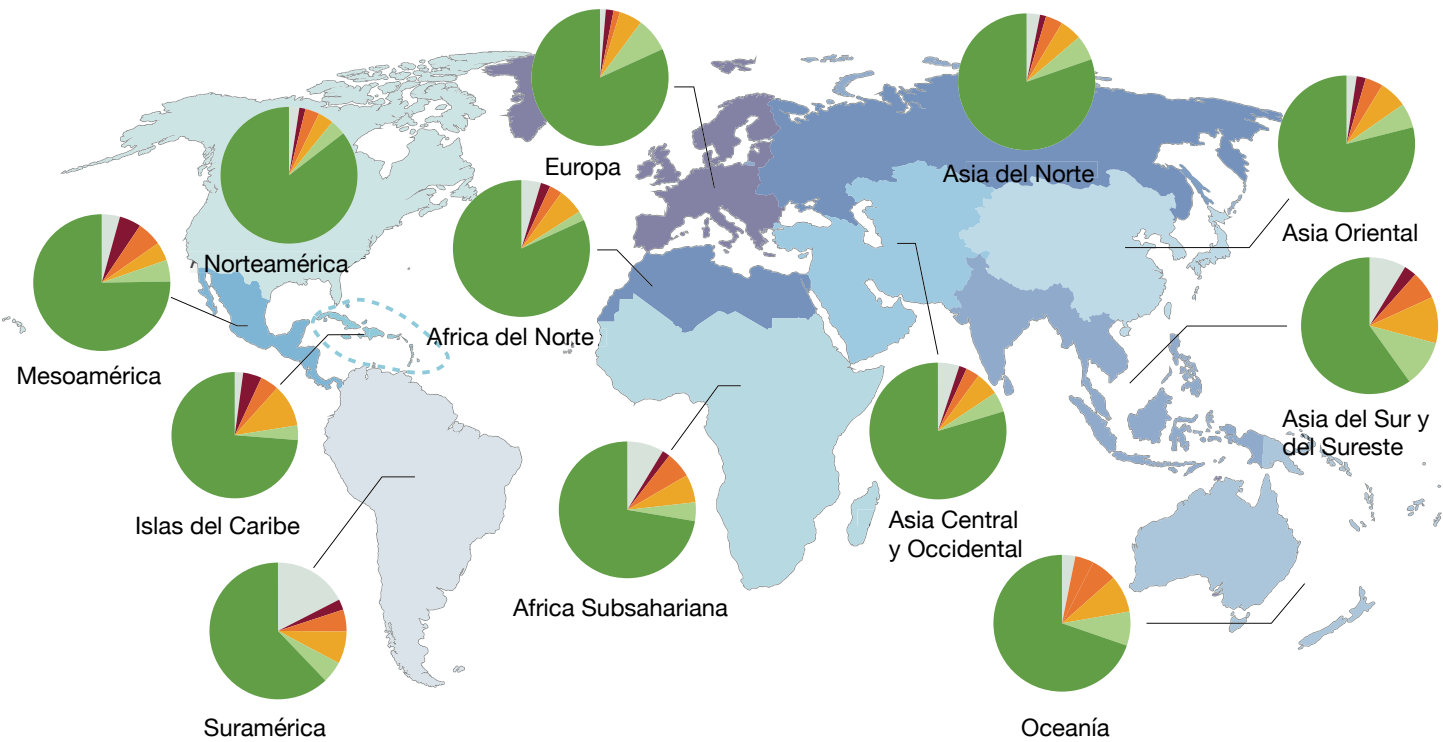 Europa
Asia del Norte
Asia Oriental
Norteamérica
Africa del Norte
Mesoamérica
Asia del Sur y
del Sureste
Islas del Caribe
Asia Central
y Occidental
Africa Subsahariana
Suramérica
Oceanía